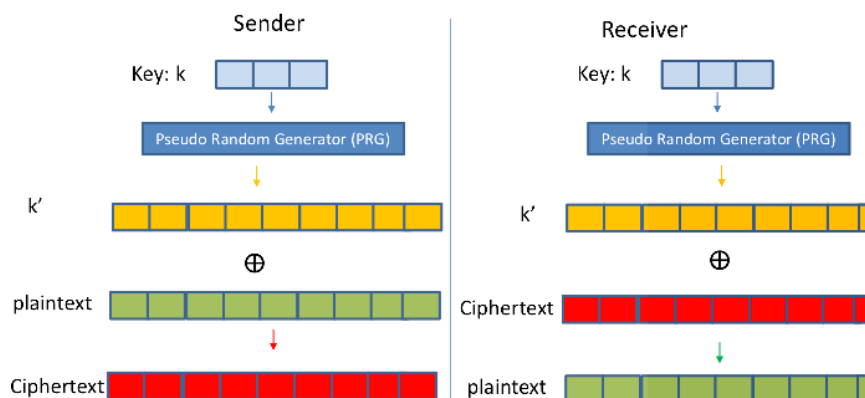 Sender
Key: k
Pseudo Random Generator (PRG)
k’
⊕
plaintext
Ciphertext
Receiver
Key: k
Pseudo Random Generator (PRG)
k’
⊕
Ciphertext
plaintext